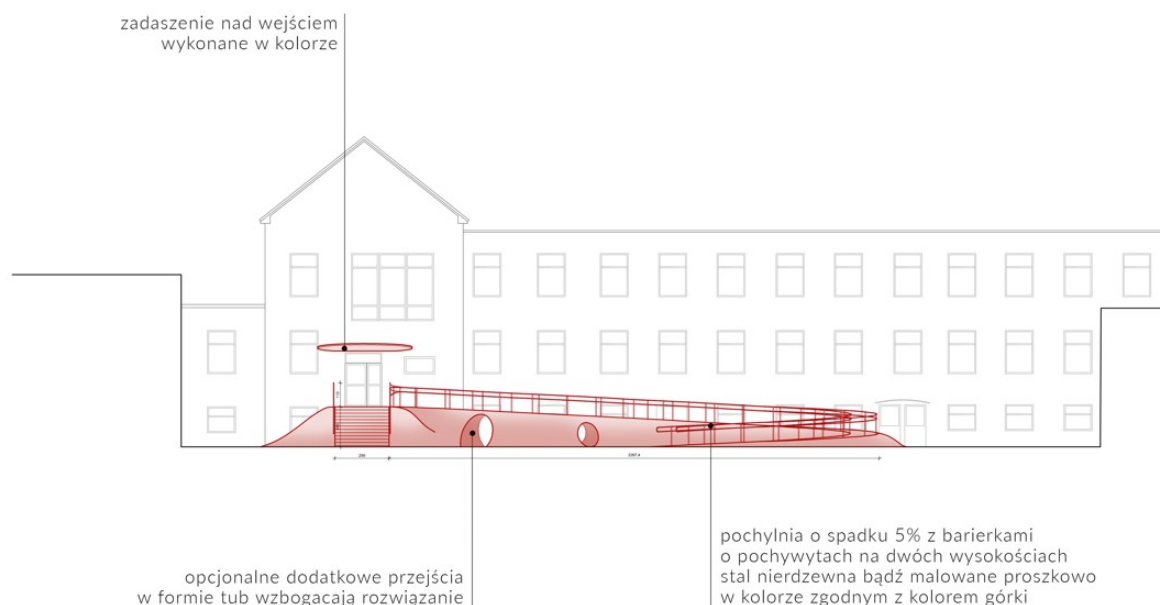 zadaszenie nad wejściem
wykonane w kolorze
opcjonalne dodatkowe przejścia
w formie tub wzbogacają rozwiązanie
pochylnia o spadku 5% z barierkami
o pochwytach na dwóch wysokościach
stal nierdzewna bądź malowane proszkowo
w kolorze zgodnym z kolorem górki